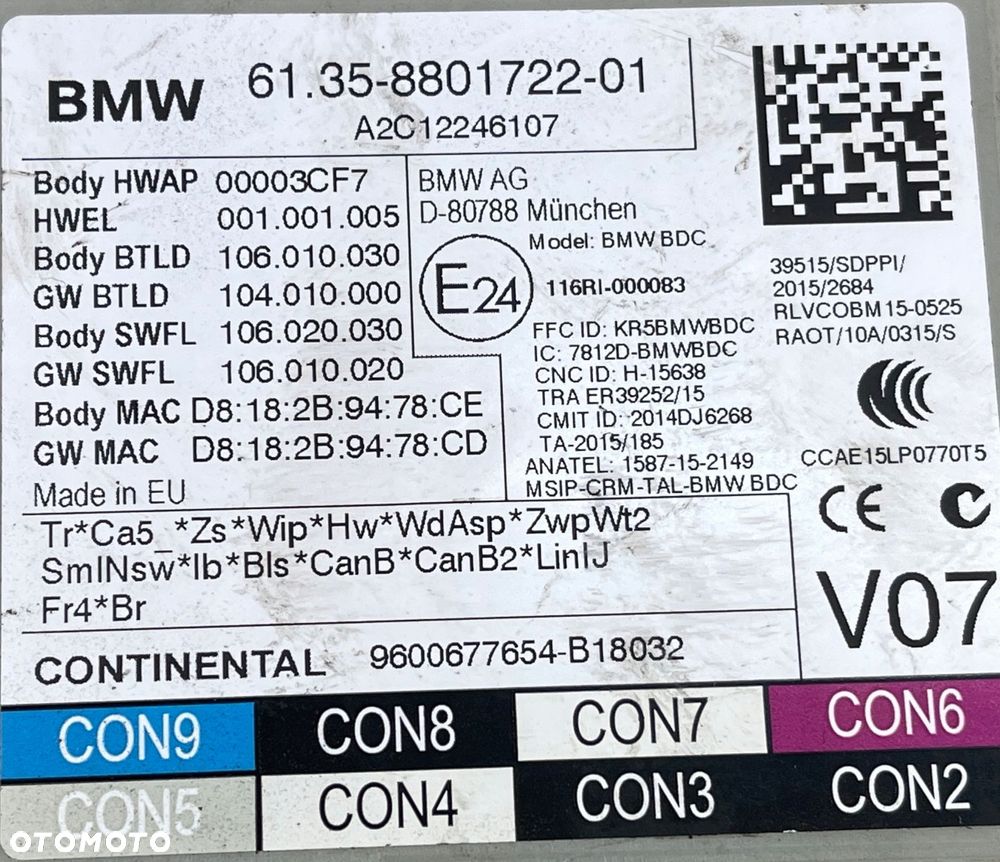 BMW 61.35-8801722-01
A2C12246107
Body HWAP 00003CF7
HWEL 001.001.005
Body BTLD 106.010.030
GW BTLD 104.010.000
Body SWFL 106.020.030
GW SWFL 106.010.020
Body MAC D8:18:2B:94:78:CE
GW MAC D8:18:2B:94:78:CD
Made in EU
BMW AG
D-80788 München
Model: BMW BDC
E24
116RI-000083
FFC ID: KR5BMWBDC
IC: 7812D-BMWBDC
CNC ID: H-15638
TRA ER39252/15
CMIT ID: 2014DJ6268
TA-2015/185
ANATEL: 1587-15-2149
MSIP-CRM-TAL-BMW BDC
39515/SDPPI/
2015/2684
RLVCOBM15-0525
RAOT/10A/0315/S
CCAE15LP0770T5
CE
V07
Tr*Ca5_*Zs*Wip*Hw*WdAsp*ZwpWt2
SmINsw*Ib*Bls*CanB*CanB2*LinIJ
Fr4*Br
CONTINENTAL 9600677654-B18032
CON9 CON8 CON7 CON6
CON5 CON4 CON3 CON2
OTOMOTO